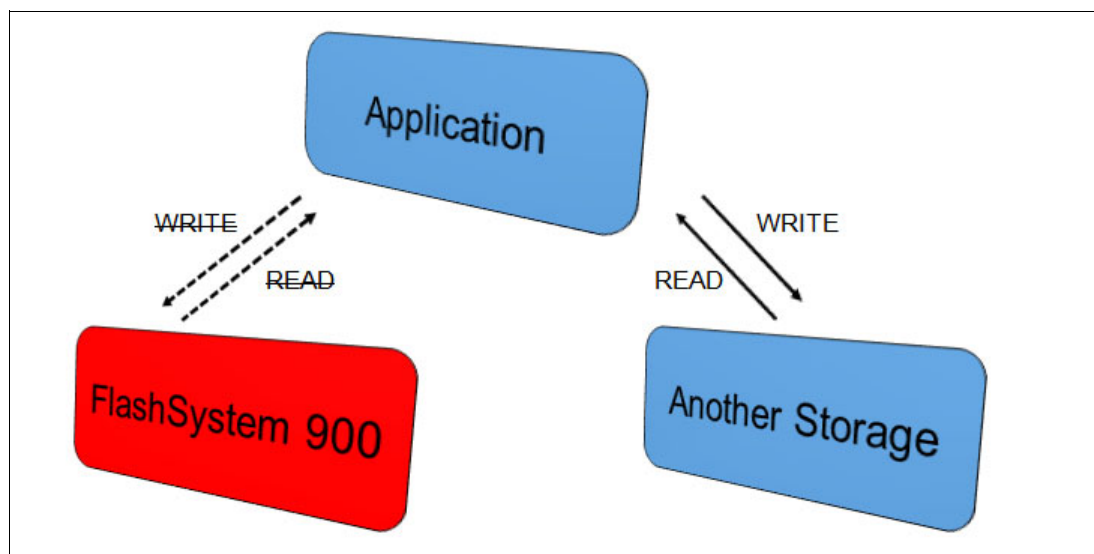 Application
WRITE
READ
WRITE
READ
FlashSystem 900
Another Storage